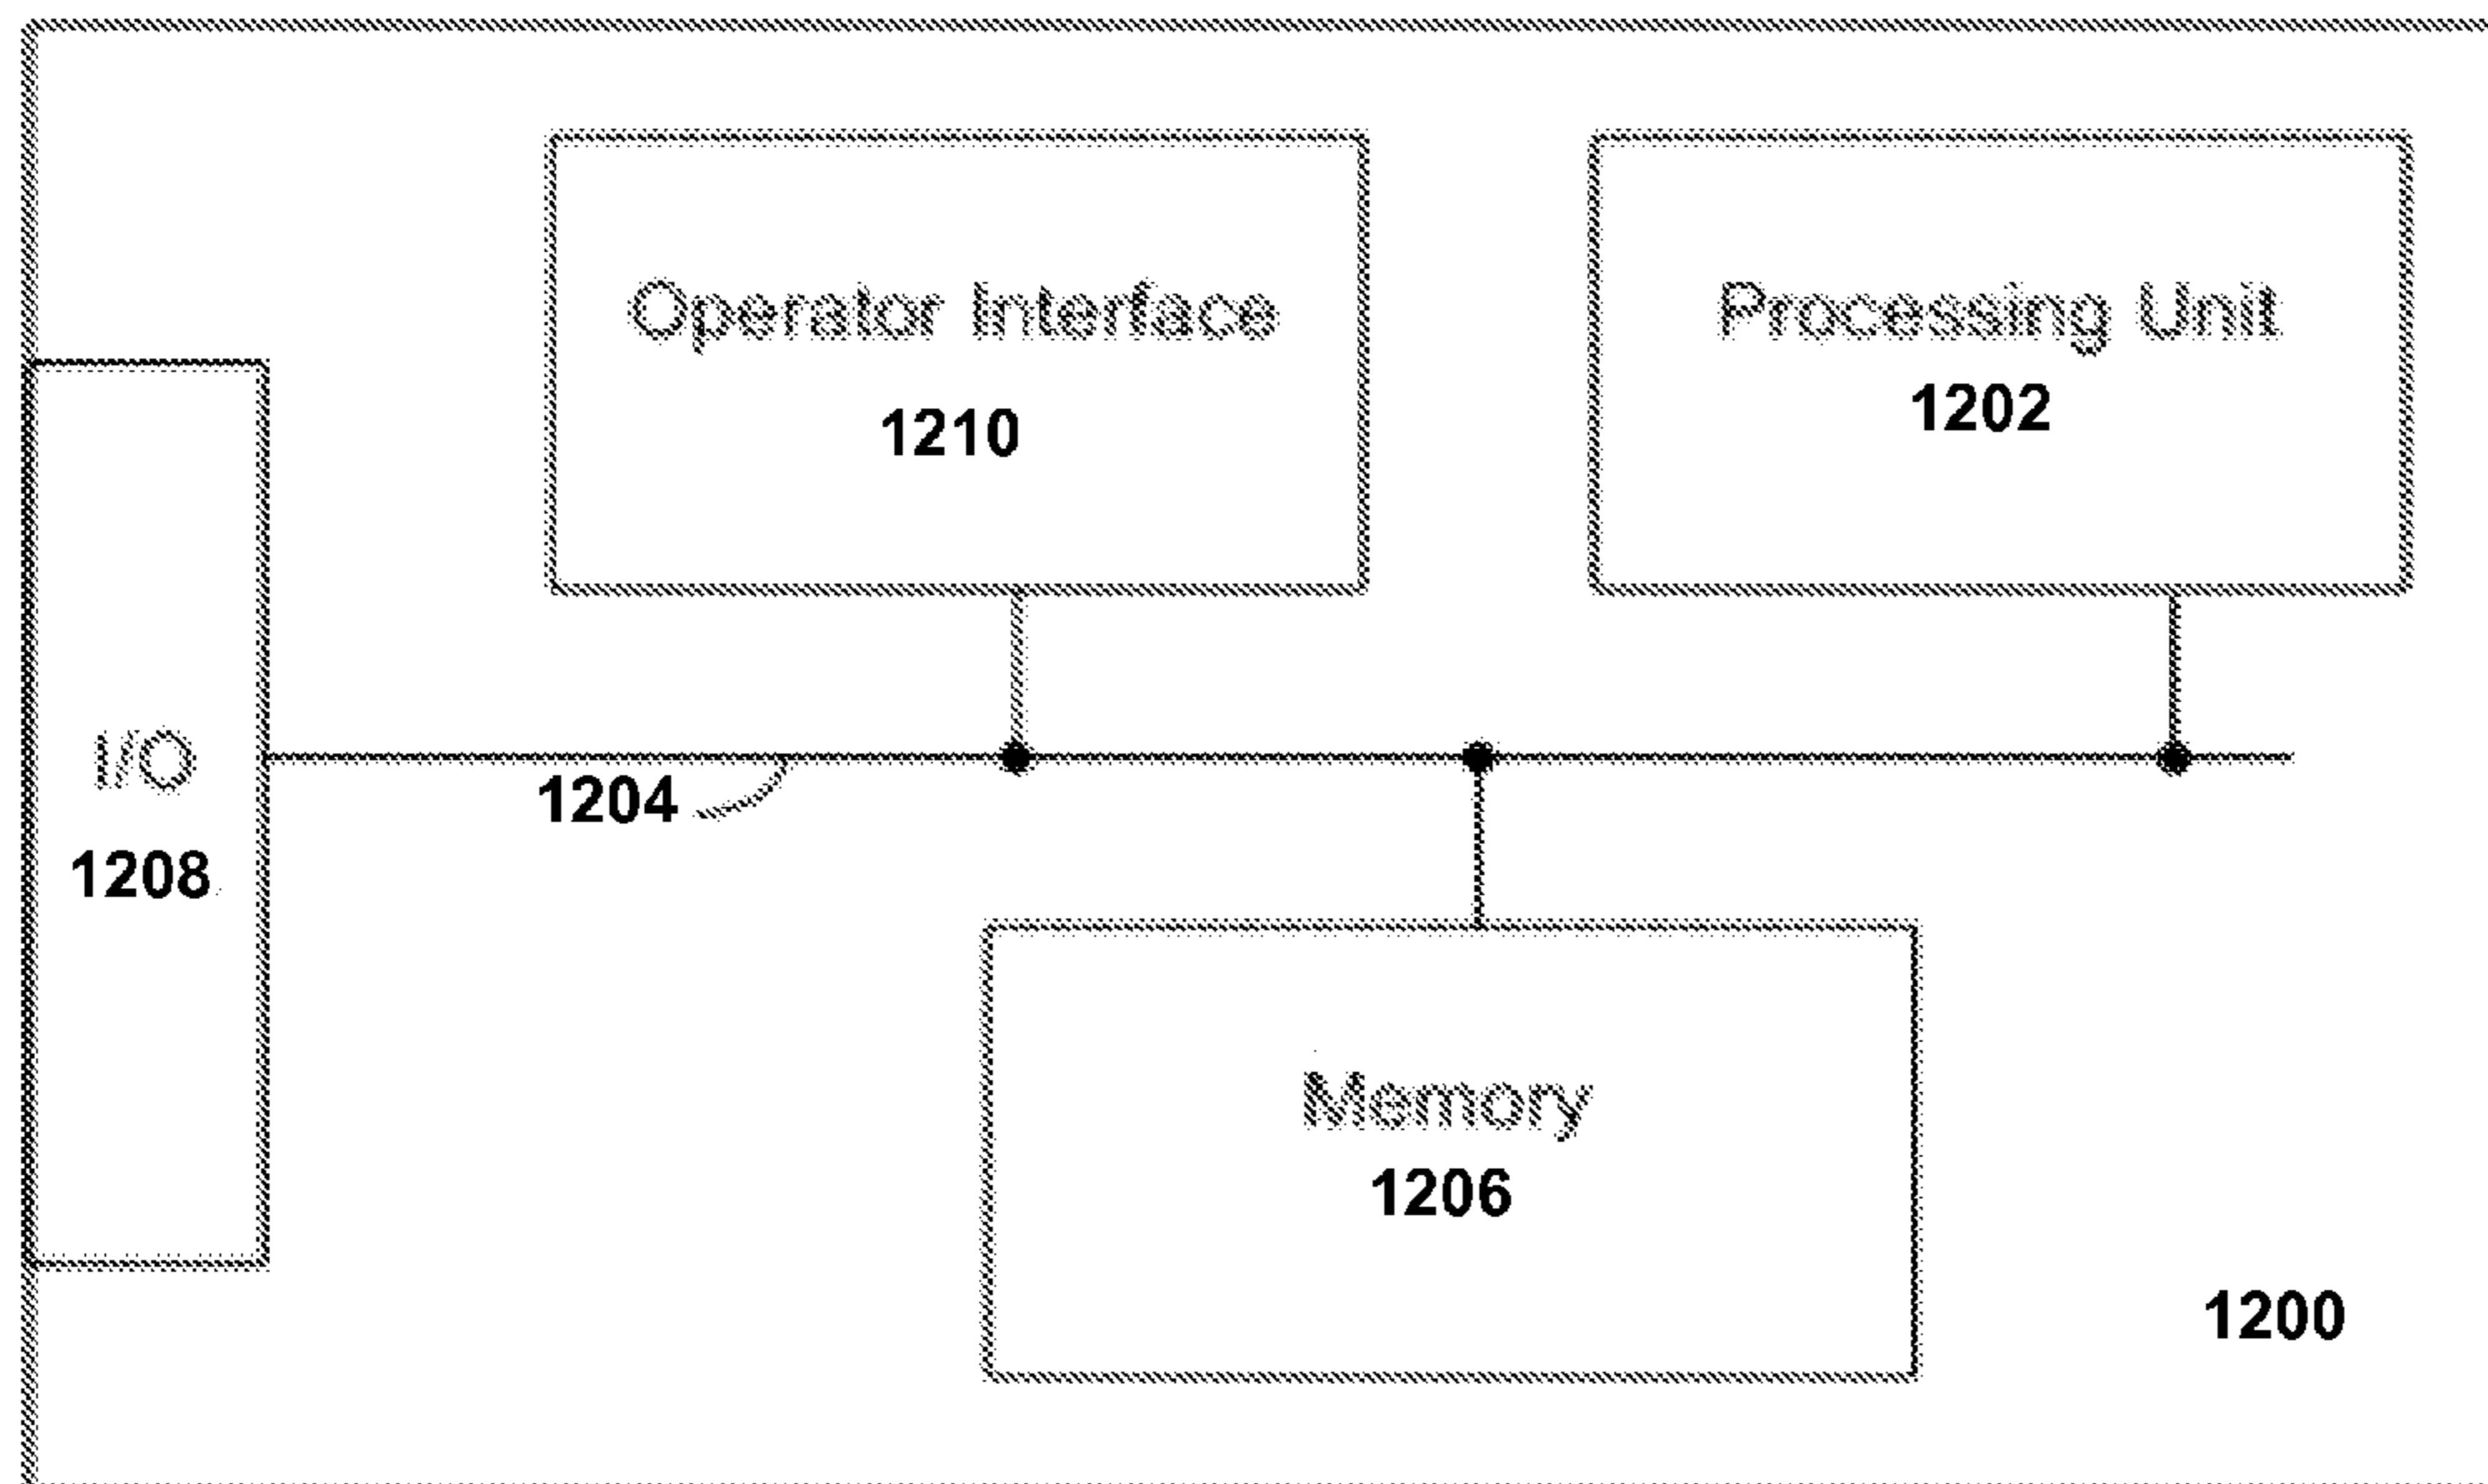 Operator Interface
1210
Processing Unit
1202
I/O
1208
1204
Memory
1206
1200